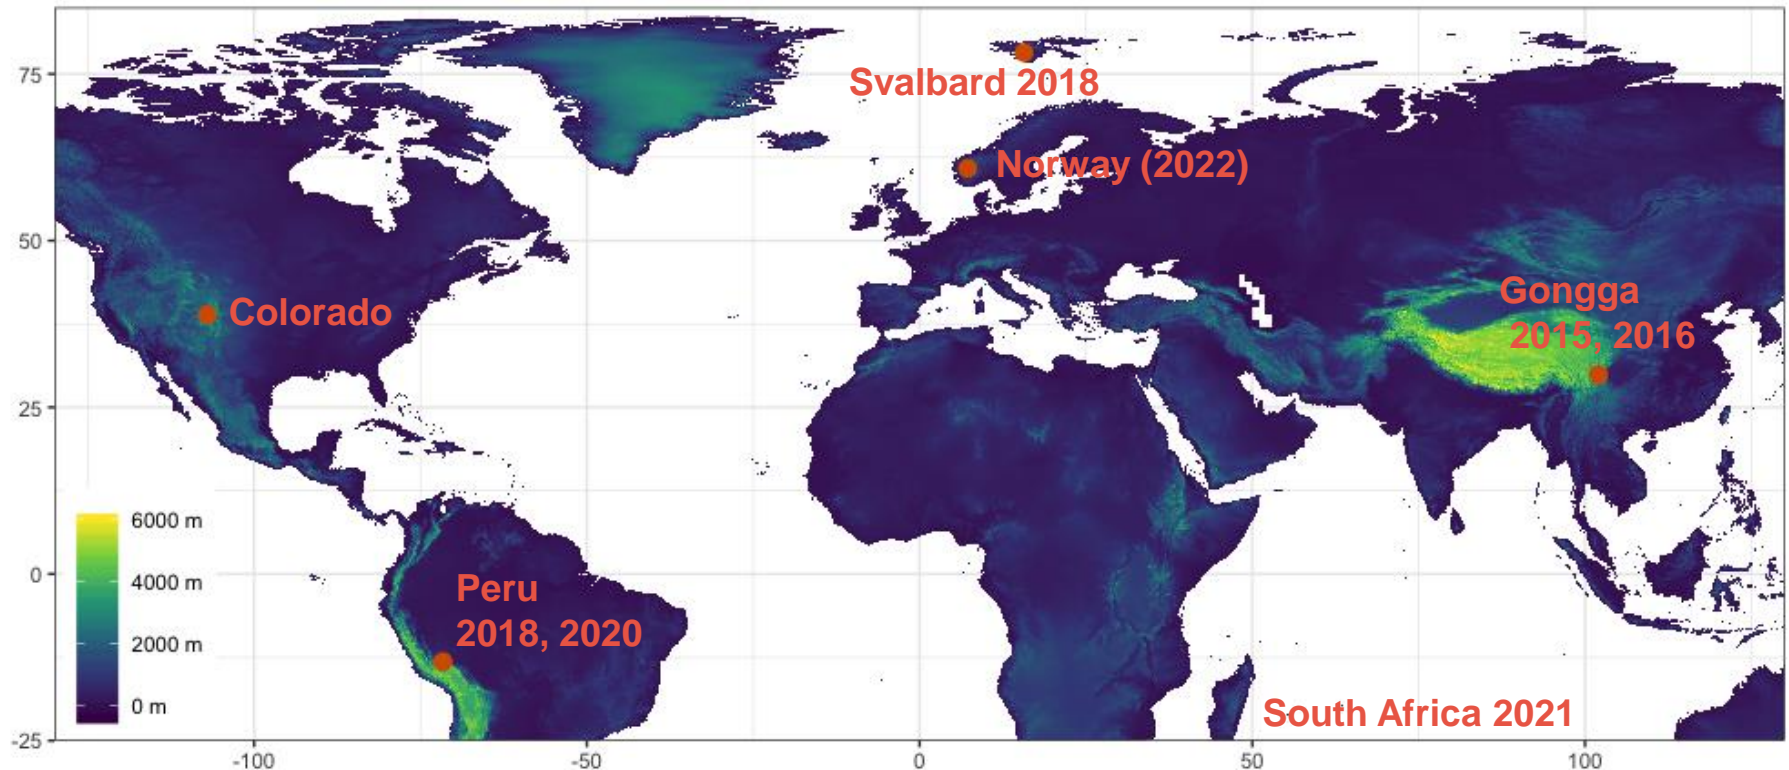 75
Svalbard 2018
Norway (2022)
50
Gongga
2015, 2016
Colorado
25
6000 m
4000 m
2000 m
0 m
0
Peru
2018, 2020
South Africa 2021
-25
-100
-50
0
50
100